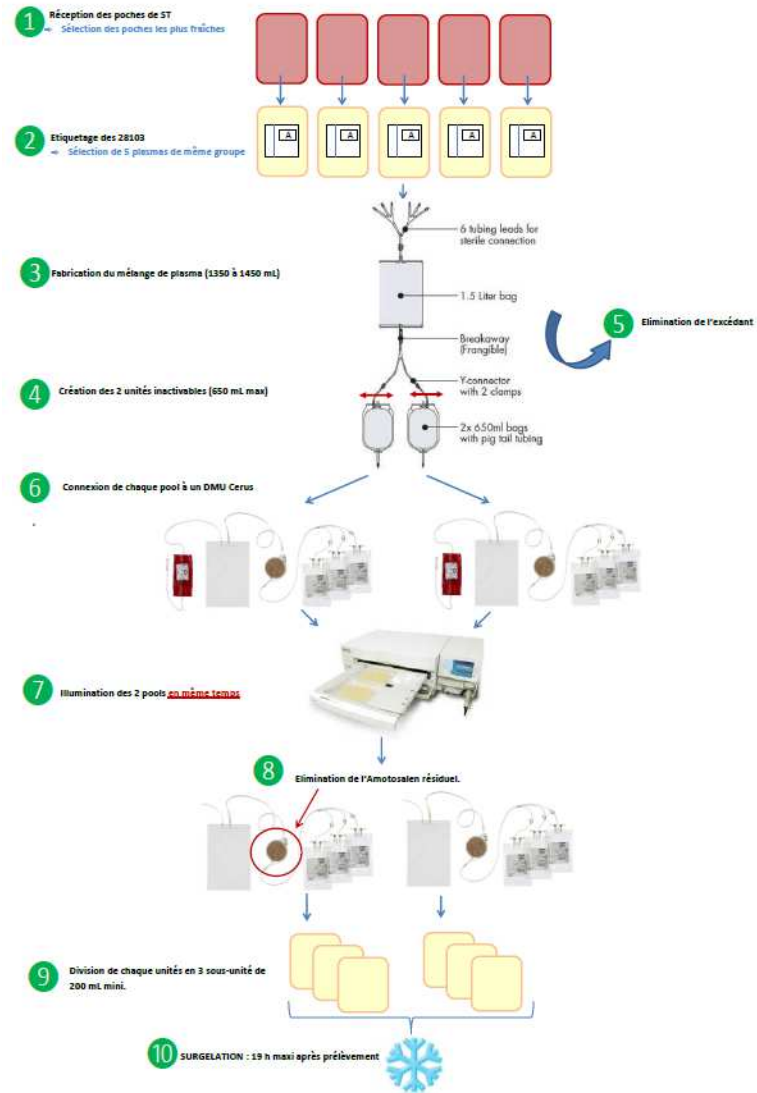 1
Réception des poches de ST
Sélection des poches les plus fraîches
2
Etiquetage des 28103
Sélection de 5 plasmas de même groupe
A A A A A
6 tubing leads for
sterile connection
3
Fabrication du mélange de plasma (1350 à 1450 mL)
1.5 Liter bag
5
Elimination de l'excédant
Breakaway
(Frangible)
4
Création des 2 unités inactivables (650 mL max)
Y-connector
with 2 clamps
2x 650ml bags
with pig tail tubing
6
Connexion de chaque pool à un DMU Cerus
7
Illumination des 2 pools en même temps
8
Elimination de l'Amotosalen résiduel.
9
Division de chaque unités en 3 sous-unité de
200 mL mini.
10
SURGELATION : 19 h maxi après prélèvement